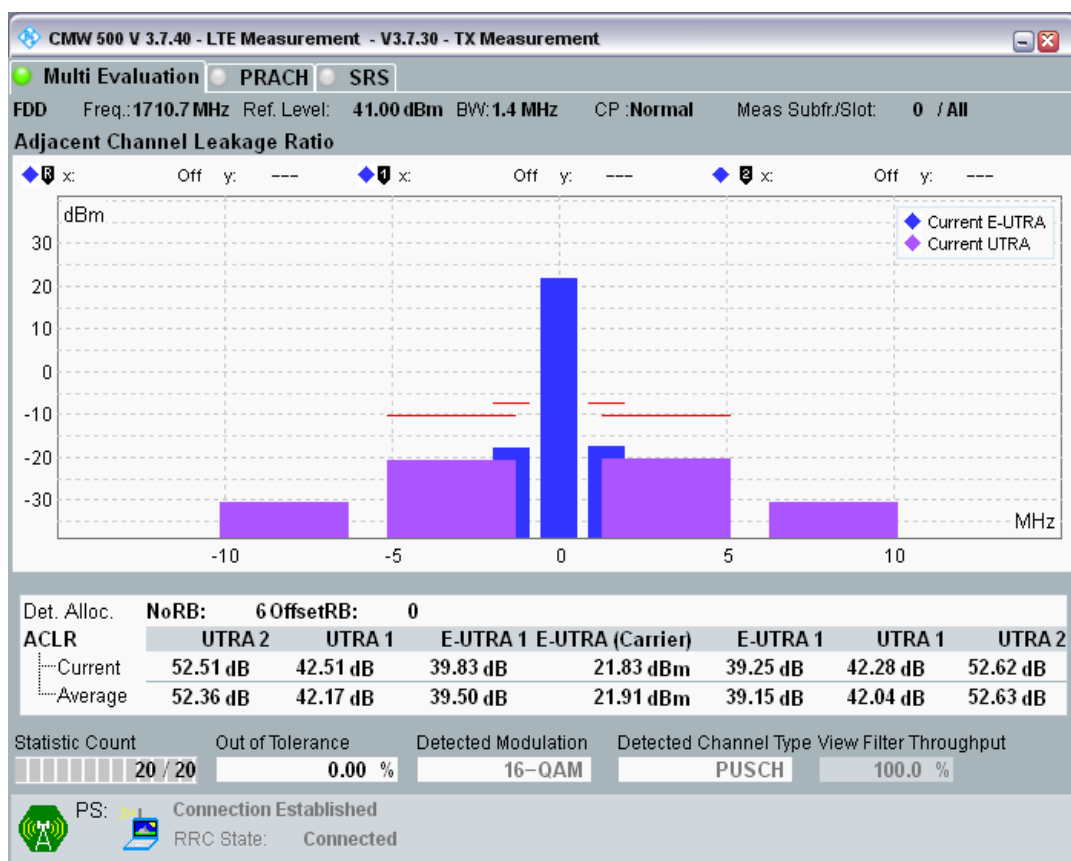 CMW 500 V 3.7.40 - LTE Measurement - V3.7.30 - TX Measurement
Multi Evaluation PRACH SRS
FDD Freq.: 1710.7 MHz Ref. Level: 41.00 dBm BW: 1.4 MHz CP :Normal Meas Subfr./Slot: 0 / All
Adjacent Channel Leakage Ratio
R x: Off y: --- 1 x: Off y: --- 2 x: Off y: ---
dBm
Current E-UTRA
Current UTRA
30
20
10
0
-10
-20
-30
MHz
-10 -5 0 5 10
Det. Alloc. NoRB: 6 OffsetRB: 0
ACLR UTRA 2 UTRA 1 E-UTRA 1 E-UTRA (Carrier) E-UTRA 1 UTRA 1 UTRA 2
Current 52.51 dB 42.51 dB 39.83 dB 21.83 dBm 39.25 dB 42.28 dB 52.62 dB
Average 52.36 dB 42.17 dB 39.50 dB 21.91 dBm 39.15 dB 42.04 dB 52.63 dB
Statistic Count Out of Tolerance Detected Modulation Detected Channel Type View Filter Throughput
20 / 20 0.00 % 16-QAM PUSCH 100.0 %
PS: Connection Established
RRC State: Connected